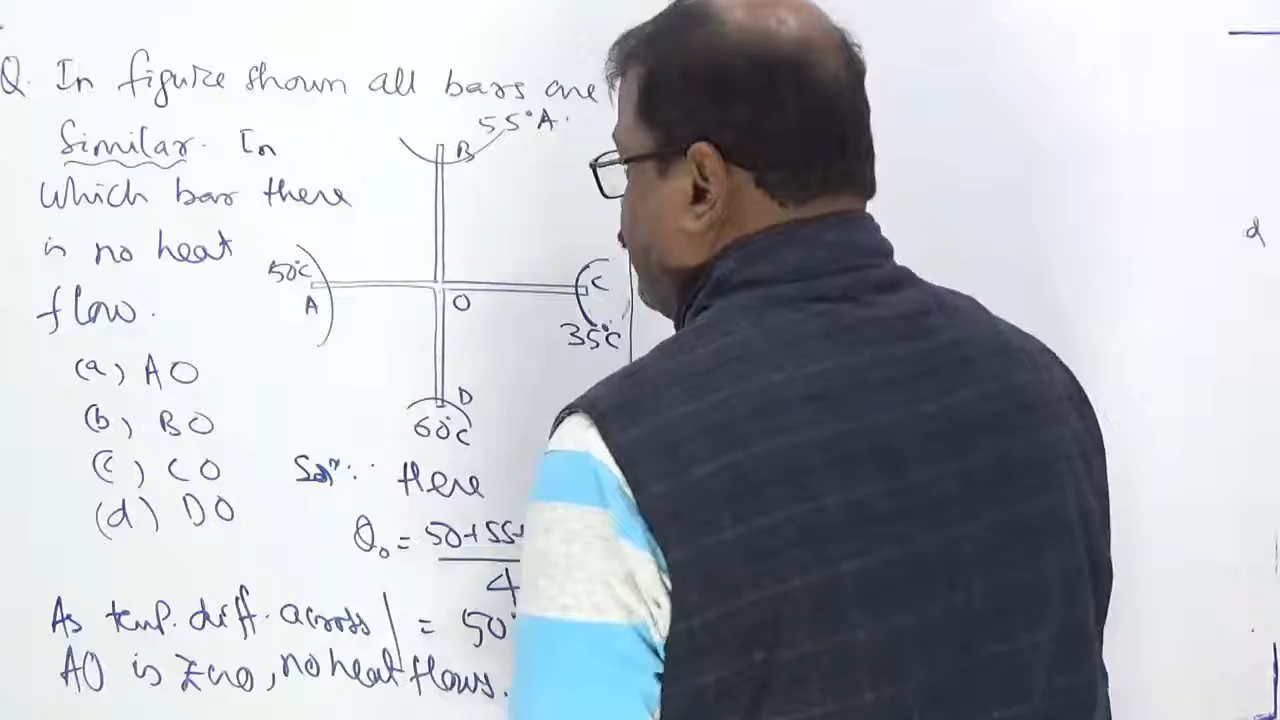 Q. In figure shown all bars are
Similar. In
which bar there
is no heat
flow.
(a) AO
(b) BO
(c) CO
(d) DO
55°A.
B
50°C
A
O
C
35°C
D
60°C
Solⁿ: Here
θ₀ = 50+55+
4
= 50°
As temp. diff. across
AO is zero, no heat flows.
d